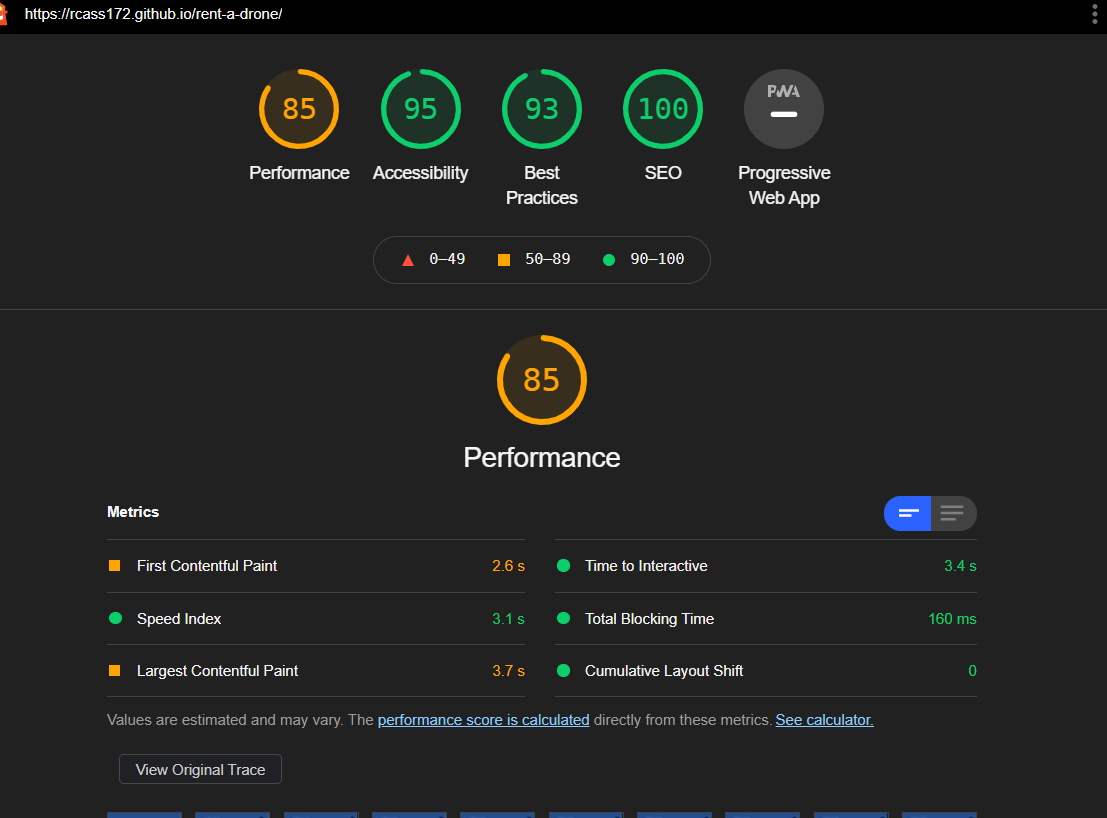 https://rcass172.github.io/rent-a-drone/
85
95
93
100
PWA
Performance
Accessibility
Best
Practices
SEO
Progressive
Web App
0–49
50–89
90–100
85
Performance
Metrics
First Contentful Paint 2.6 s
Time to Interactive 3.4 s
Speed Index 3.1 s
Total Blocking Time 160 ms
Largest Contentful Paint 3.7 s
Cumulative Layout Shift 0
Values are estimated and may vary. The performance score is calculated directly from these metrics. See calculator.
View Original Trace